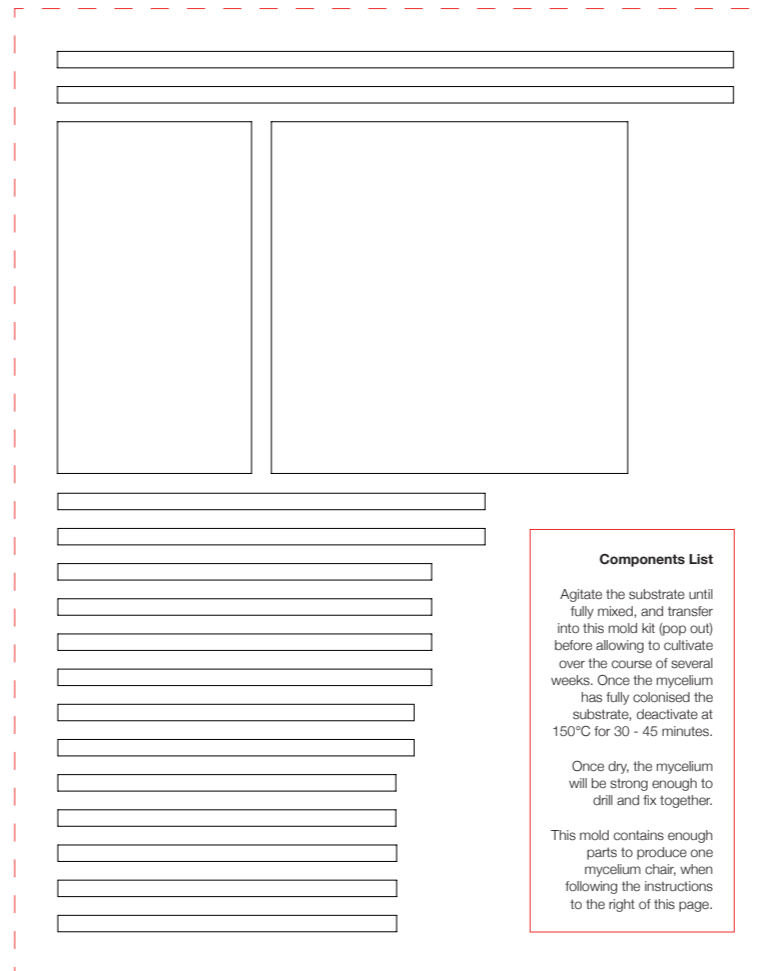 Components List
Agitate the substrate until
fully mixed, and transfer
into this mold kit (pop out)
before allowing to cultivate
over the course of several
weeks. Once the mycelium
has fully colonised the
substrate, deactivate at
150°C for 30 - 45 minutes.
Once dry, the mycelium
will be strong enough to
drill and fix together.
This mold contains enough
parts to produce one
mycelium chair, when
following the instructions
to the right of this page.